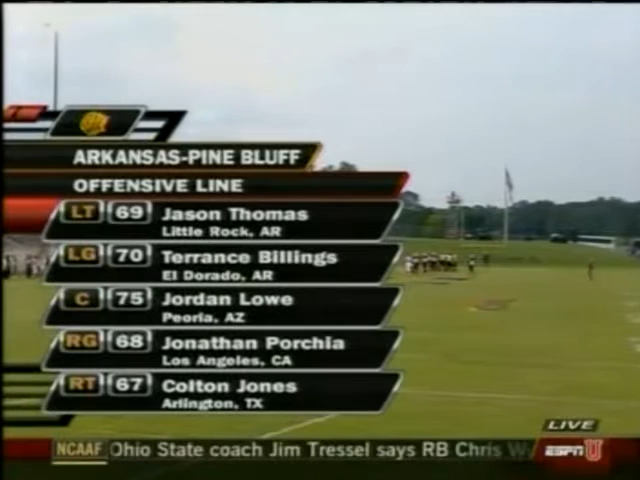 ARKANSAS-PINE BLUFF
OFFENSIVE LINE
LT 69 Jason Thomas
Little Rock, AR
LG 70 Terrance Billings
El Dorado, AR
C 75 Jordan Lowe
Peoria, AZ
RG 68 Jonathan Porchia
Los Angeles, CA
RT 67 Colton Jones
Arlington, TX
LIVE
NCAAF Ohio State coach Jim Tressel says RB Chris W ESPNU